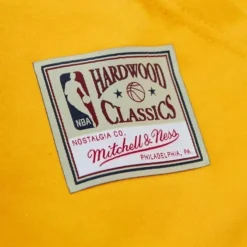 HARDWOOD
CLASSICS
NBA
NOSTALGIA CO.
Mitchell & Ness
PHILADELPHIA, PA